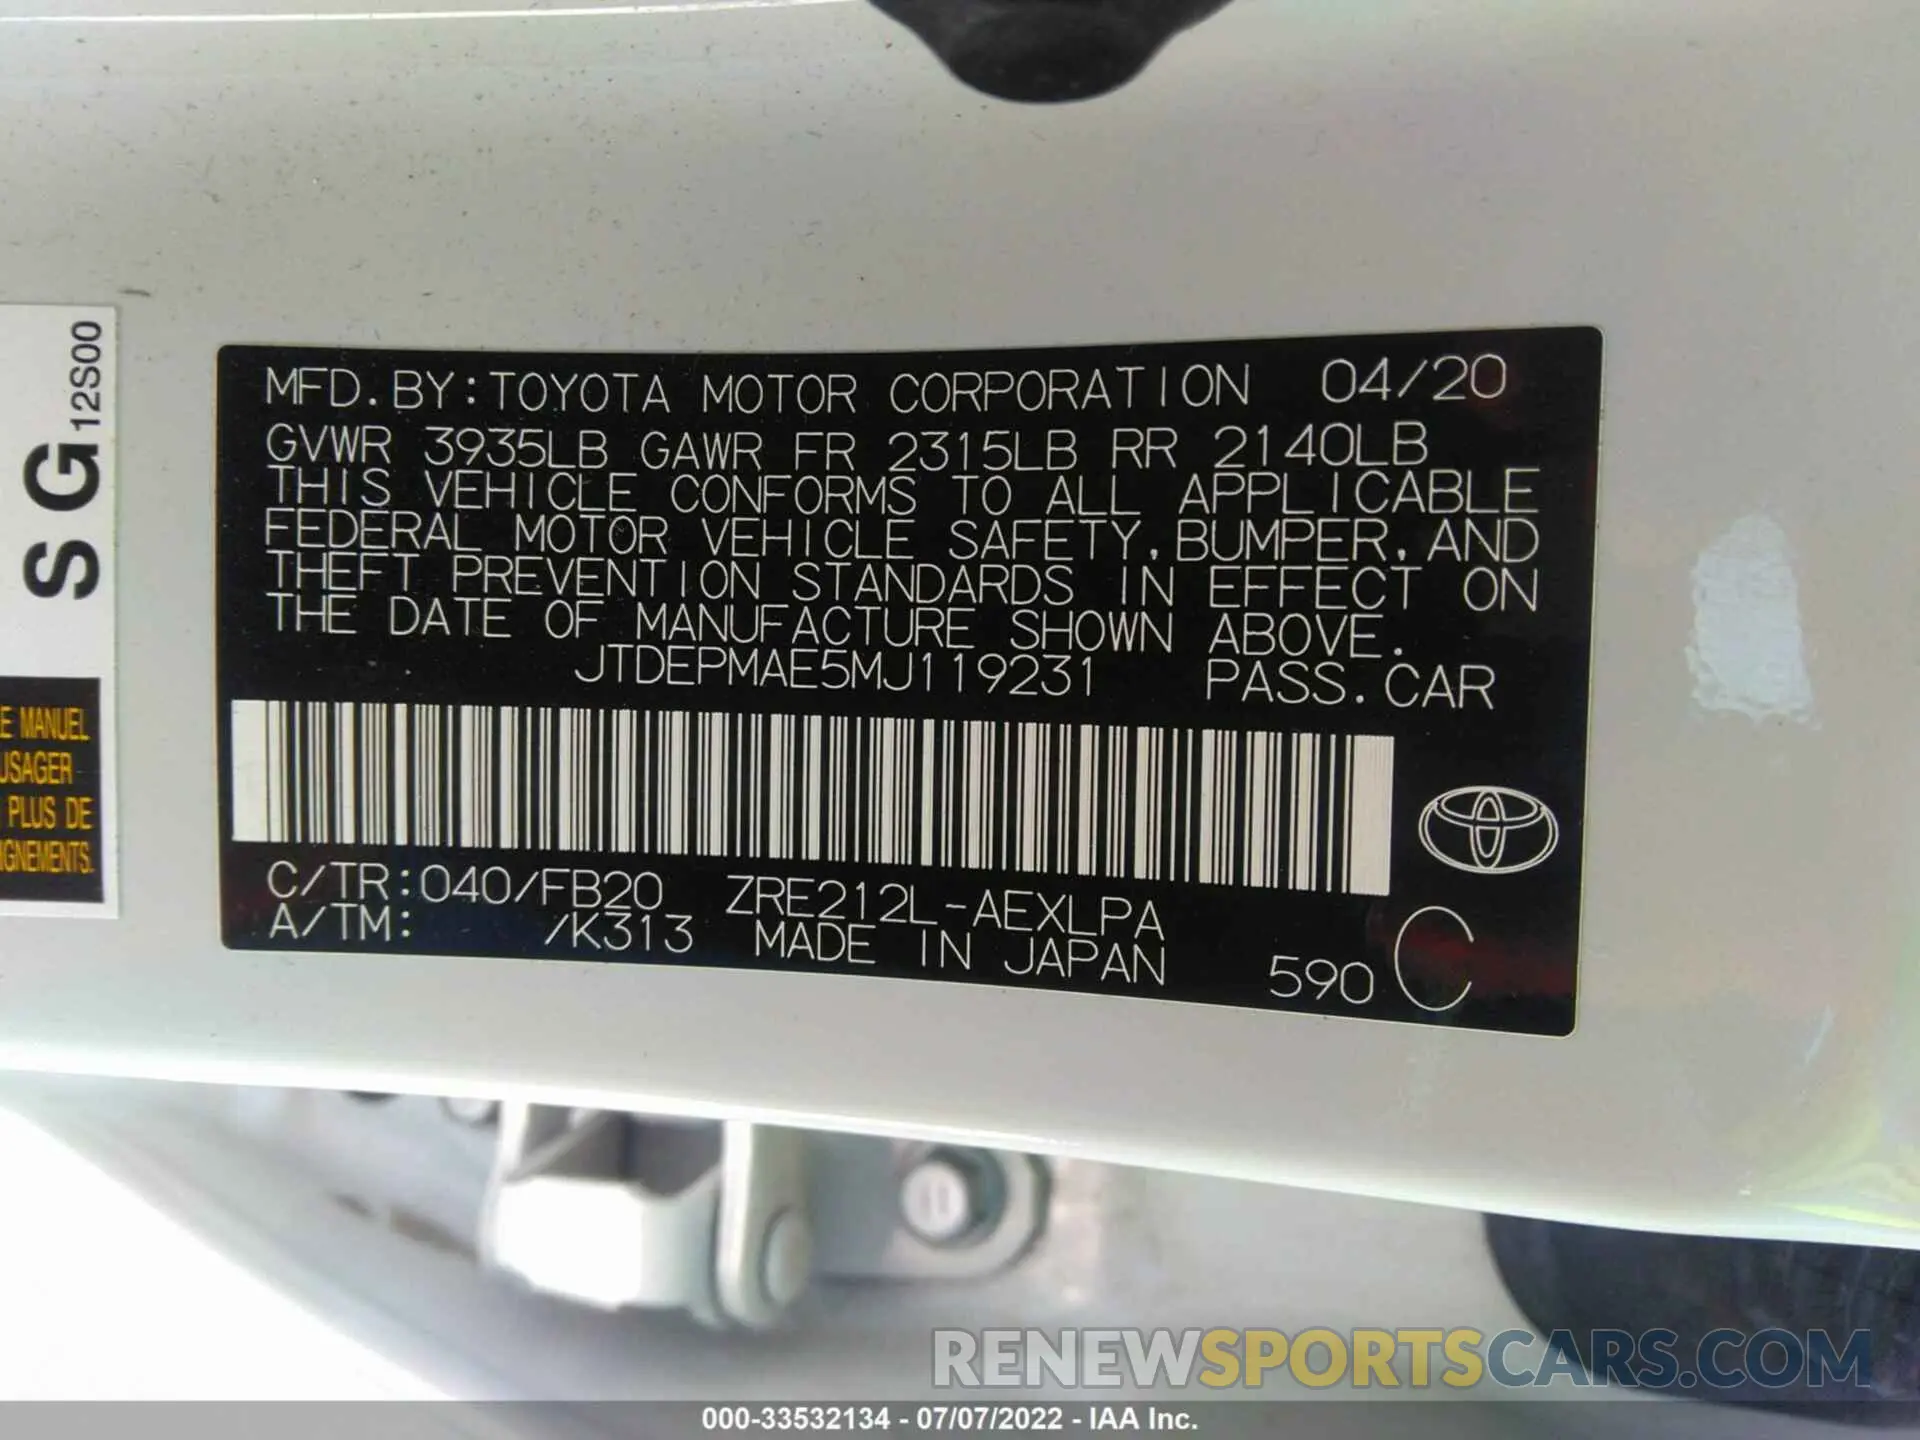 MFD. BY: TOYOTA MOTOR CORPORATION 04/20
GVWR 3935LB GAWR FR 2315LB RR 2140LB
THIS VEHICLE CONFORMS TO ALL APPLICABLE
FEDERAL MOTOR VEHICLE SAFETY, BUMPER, AND
THEFT PREVENTION STANDARDS IN EFFECT ON
THE DATE OF MANUFACTURE SHOWN ABOVE.
JTDEPMAE5MJ119231 PASS. CAR
C/TR: 040/FB20 ZRE212L-AEXLPA
A/TM: /K313 MADE IN JAPAN 590 C
S G 12S00
E MANUEL
USAGER
PLUS DE
IGNEMENTS.
RENEWSPORTSCARS.COM
000-33532134 - 07/07/2022 - IAA Inc.